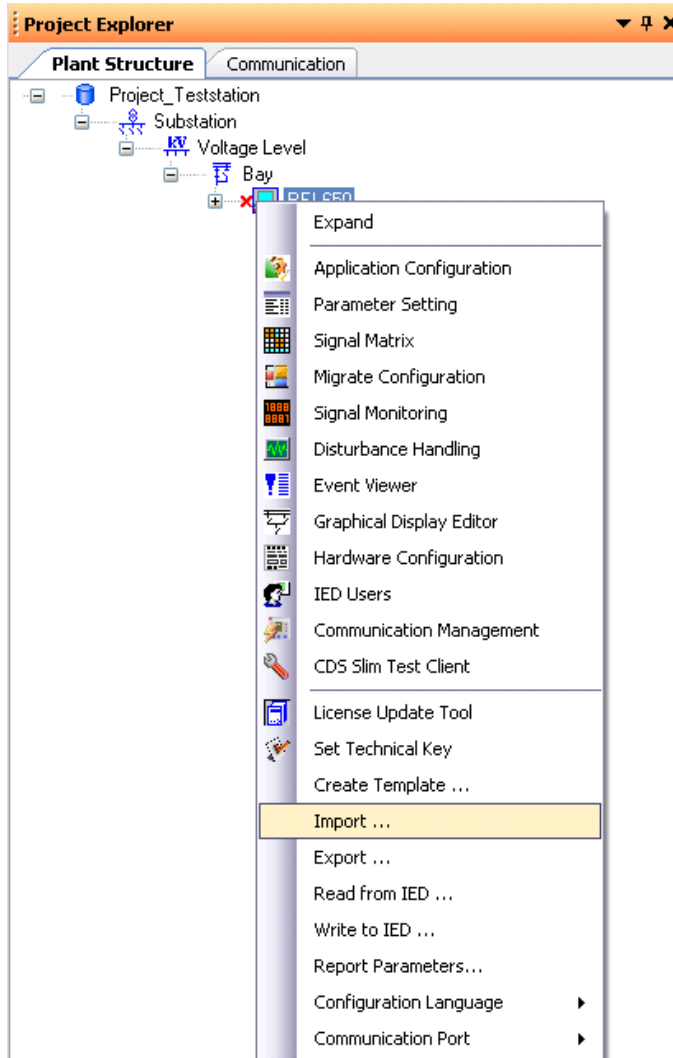 Project Explorer
Plant Structure
Communication
Project_Teststation
Substation
kV Voltage Level
Bay
Expand
Application Configuration
Parameter Setting
Signal Matrix
Migrate Configuration
Signal Monitoring
Disturbance Handling
Event Viewer
Graphical Display Editor
Hardware Configuration
IED Users
Communication Management
CDS Slim Test Client
License Update Tool
Set Technical Key
Create Template ...
Import ...
Export ...
Read from IED ...
Write to IED ...
Report Parameters...
Configuration Language
Communication Port